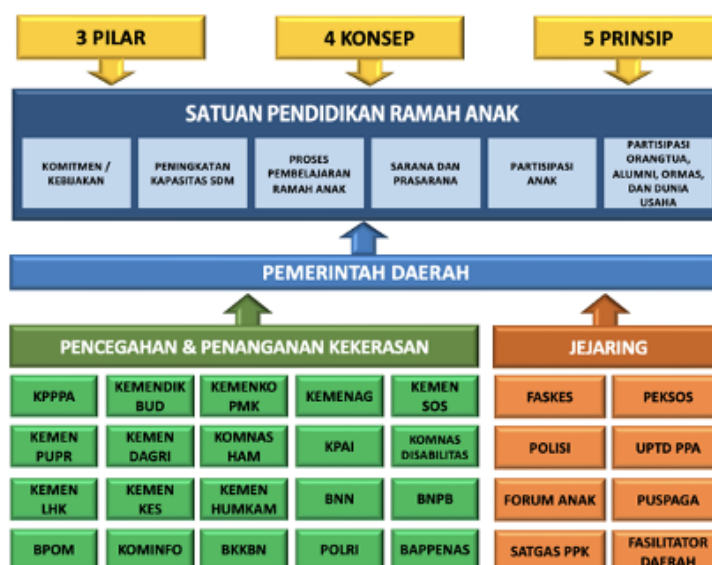 3 PILAR
4 KONSEP
5 PRINSIP
SATUAN PENDIDIKAN RAMAH ANAK
KOMITMEN /
KEBIJAKAN
PENINGKATAN
KAPASITAS SDM
PROSES
PEMBELAJARAN
RAMAH ANAK
SARANA DAN
PRASARANA
PARTISIPASI
ANAK
PARTISIPASI
ORANGTUA,
ALUMNI, ORMAS,
DAN DUNIA
USAHA
PEMERINTAH DAERAH
PENCEGAHAN & PENANGANAN KEKERASAN
KPPPA
KEMENDIK
BUD
KEMENKO
PMK
KEMENAG
KEMEN
SOS
KEMEN
PUPR
KEMEN
DAGRI
KOMNAS
HAM
KPAI
KOMNAS
DISABILITAS
KEMEN
LHK
KEMEN
KES
KEMEN
HUMKAM
BNN
BNPB
BPOM
KOMINFO
BKKBN
POLRI
BAPPENAS
JEJARING
FASKES
PEKSOS
POLISI
UPTD PPA
FORUM ANAK
PUSPAGA
SATGAS PPK
FASILITATOR
DAERAH